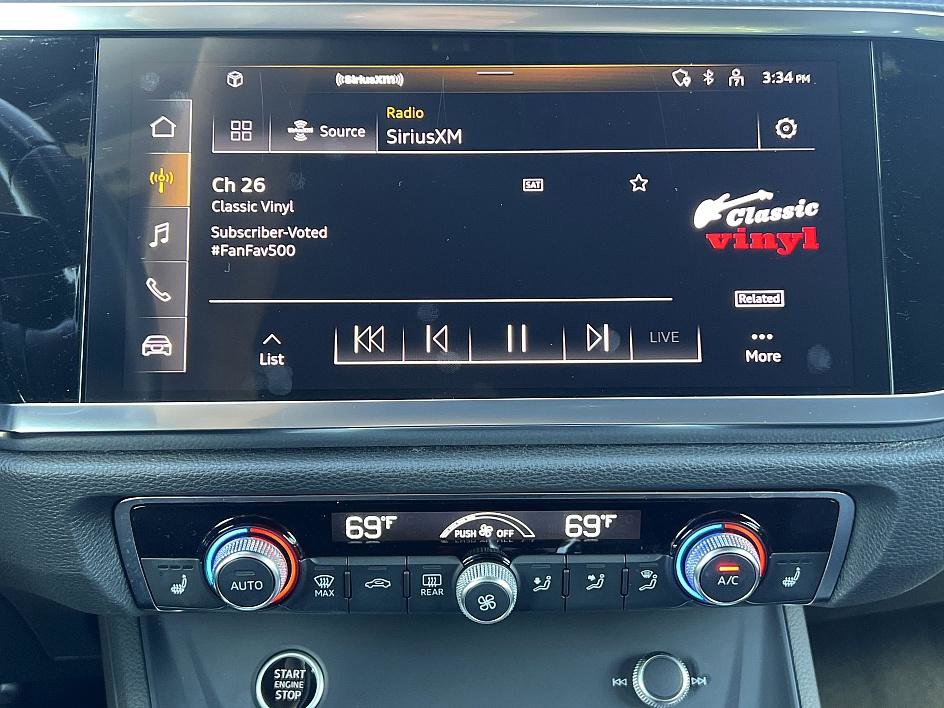 ((SiriusXM))
3:34 PM
Radio
Source
SiriusXM
Ch 26
SAT
Classic Vinyl
Classic
vinyl
Subscriber-Voted
#FanFav500
Related
LIVE
List
More
69°F
PUSH OFF
69°F
AUTO
MAX
REAR
A/C
START
ENGINE
STOP